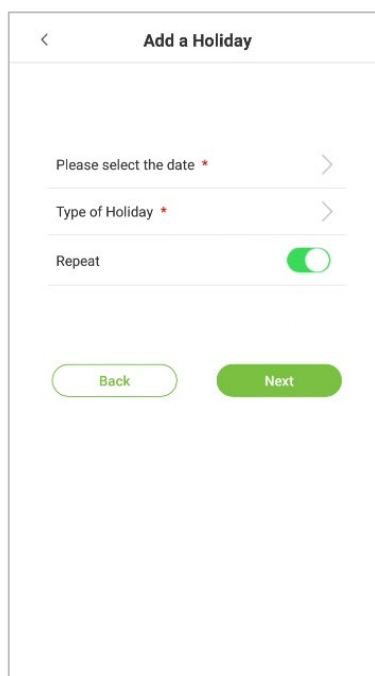 Add a Holiday
Please select the date *
Type of Holiday *
Repeat
Back Next